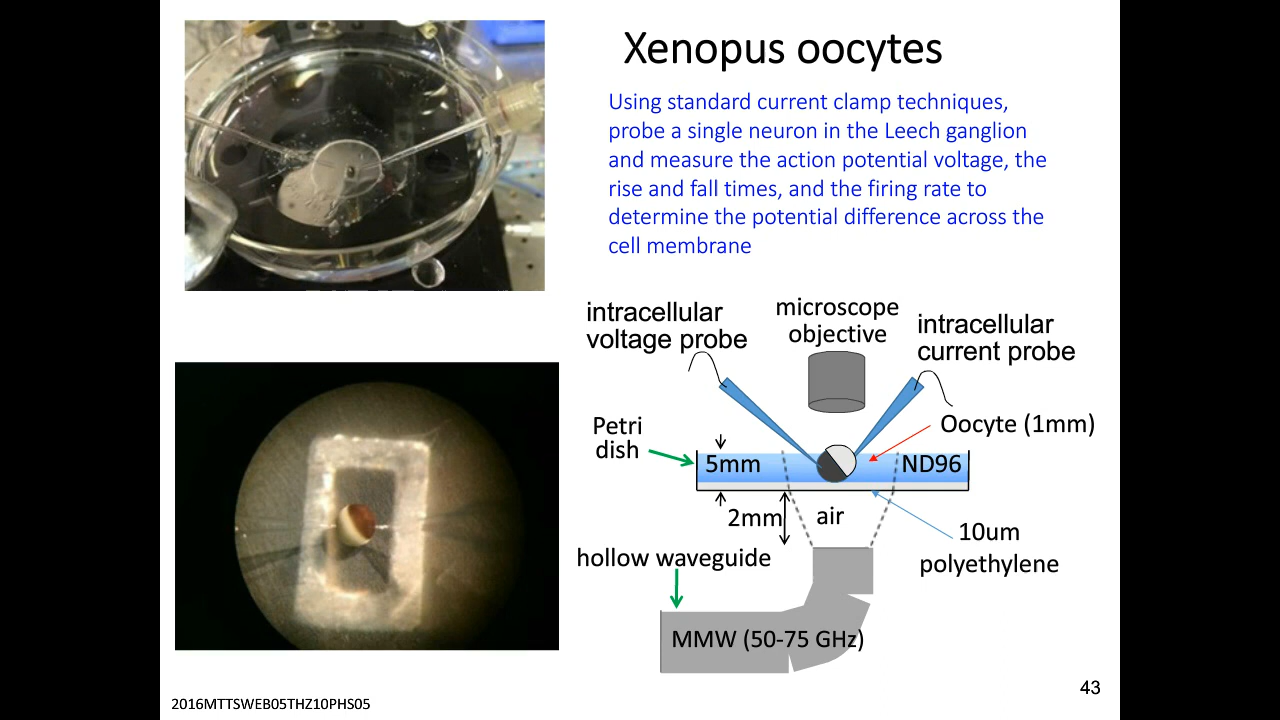 Xenopus oocytes
Using standard current clamp techniques,
probe a single neuron in the Leech ganglion
and measure the action potential voltage, the
rise and fall times, and the firing rate to
determine the potential difference across the
cell membrane
intracellular
voltage probe
microscope
objective
intracellular
current probe
Petri
dish
Oocyte (1mm)
5mm
ND96
2mm
air
10um
polyethylene
hollow waveguide
MMW (50-75 GHz)
43
2016MTTSWEB05THZ10PHS05